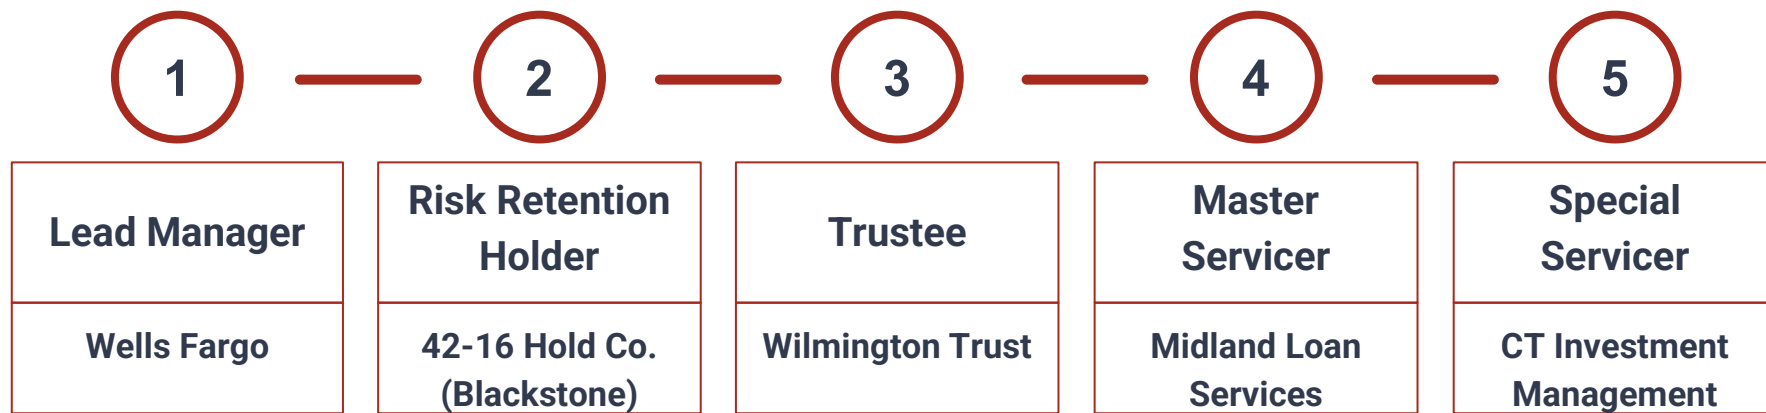 1
2
3
4
5
Lead Manager
Risk Retention
Holder
Trustee
Master
Servicer
Special
Servicer
Wells Fargo
42-16 Hold Co.
(Blackstone)
Wilmington Trust
Midland Loan
Services
CT Investment
Management